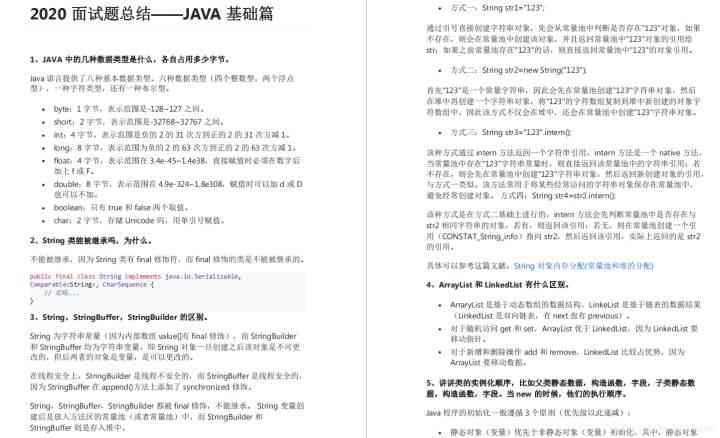 2020 面试题总结——JAVA 基础篇
1、JAVA 中的几种数据类型是什么，各自占用多少字节。
Java 语言提供了八种基本数据类型。六种数据类型（四个整数型，两个浮点
型），一种字符类型，还有一种布尔型。
• byte：1 字节，表示范围是-128~127 之间。
• short：2 字节，表示范围是-32768~32767 之间。
• int：4 字节，表示范围是负的 2 的 31 次方到正的 2 的 31 次方减 1。
• long：8 字节，表示范围为负的 2 的 63 次方到正的 2 的 63 次方减 1。
• float：4 字节，表示范围在 3.4e-45~1.4e38，直接赋值时必须在数字后
加上 f 或 F。
• double：8 字节，表示范围在 4.9e-324~1.8e308，赋值时可以加 d 或 D
也可以不加。
• boolean：只有 true 和 false 两个取值。
• char：2 字节，存储 Unicode 码，用单引号赋值。
2、String 类能被继承吗，为什么。
不能被继承，因为 String 类有 final 修饰符，而 final 修饰的类是不能被继承的。
public final class String implements java.io.Serializable,
Comparable<String>, CharSequence {
// 省略...
}
3、String，StringBuffer，StringBuilder 的区别。
String 为字符串常量（因为内部数组 value[]有 final 修饰），而 StringBuilder
和 StringBuffer 均为字符串变量，即 String 对象一旦创建之后该对象是不可更
改的，但后两者的对象是变量，是可以更改的。
在线程安全上，StringBuilder 是线程不安全的，而 StringBuffer 是线程安全的，
因为 StringBuffer 在 append()方法上添加了 synchronized 修饰。
String，StringBuffer，StringBuilder 都被 final 修饰，不能继承。 String 变量创
建后是放入方法区的常量池（或者常量池）中，而 StringBuilder 和
StringBuffer 则是存入堆中。
• 方式一：String str1="123";
通过引号直接创建字符串对象，先会从常量池中判断是否存在"123"对象，如果
不存在，则会在常量池中创建该对象，并且返回常量池中"123"的对象的引用给
str；如果之前常量池存在"123"的话，则直接返回常量池中"123"的对象引用。
• 方式二：String str2=new String("123");
首先"123"是一个常量字符串，因此会先在常量池创建"123"字符串对象，然后
在堆中再创建一个字符串对象，将"123"的字符数组复制到堆中新创建的对象字
符数组中，因此该方式不仅会在堆中，还会在常量池中创建"123"字符串对象。
• 方式三：String str3="123".intern();
该种方式通过 intern 方法返回一个字符串引用。intern 方法是一个 native 方法，
当常量池中存在"123"字符串常量时，则直接返回该常量池中的字符串引用；若
不存在，则会先在常量池中创建"123"字符串对象，然后返回新创建对象的引用，
与方式一类似。该方法常用于将某些经常访问的字符串对象保存在常量池中，
避免经常创建对象。 方式四：String str4=str2.intern();
该种方式是在方式二基础上进行的，intern 方法会先判断常量池中是否存在与
str2 相同字符串的对象，若有，则返回该引用；若无，则在常量池创建一个引
用（CONSTAT_String_info）指向 str2，然后返回该引用，实际上返回的是 str2
的引用。
具体可以参考这篇文献：String 对象内存分配(常量池和堆的分配)
4、ArrayList 和 LinkedList 有什么区别。
• ArraryList 是基于动态数组的数据结构，LinkeList 是基于链表的数据结果
（LinkedList 是双向链表，有 next 也有 previous）。
• 对于随机访问 get 和 set，ArrayList 优于 LinkedList，因为 LinkedList 要
移动指针。
• 对于新增和删除操作 add 和 remove，LinkedList 比较占优势，因为
ArrayList 要移动数据。
5、讲讲类的实例化顺序，比如父类静态数据，构造函数，字段，子类静态数
据，构造函数，字段。当 new 的时候，他们的执行顺序。
Java 程序的初始化一般遵循 3 个原则（优先级以此递减）：
• 静态对象（变量）优先于非静态对象（变量）初始化，其中，静态对象